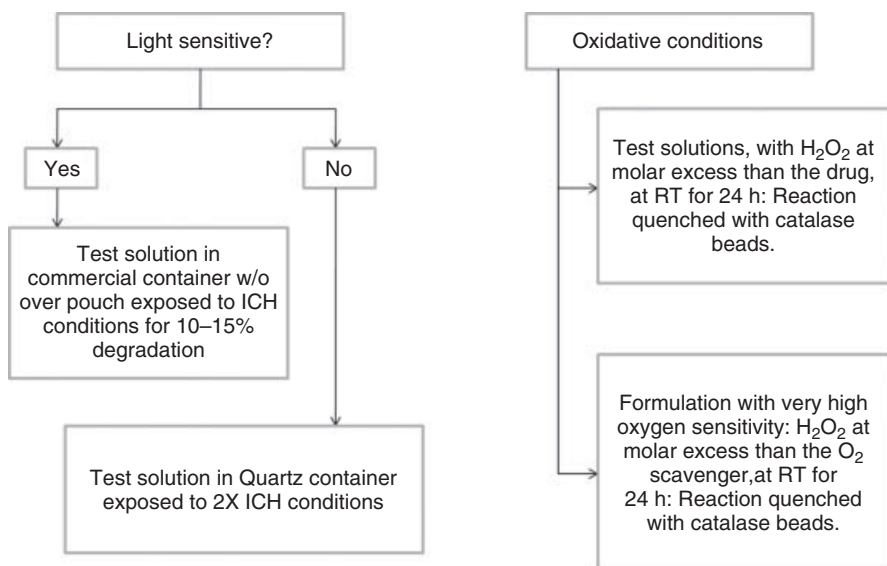 Light sensitive?
Yes
No
Test solution in
commercial container w/o
over pouch exposed to ICH
conditions for 10–15%
degradation
Test solution in Quartz container
exposed to 2X ICH conditions
Oxidative conditions
Test solutions, with H₂O₂ at
molar excess than the drug,
at RT for 24 h: Reaction
quenched with catalase
beads.
Formulation with very high
oxygen sensitivity: H₂O₂ at
molar excess than the O₂
scavenger,at RT for
24 h: Reaction quenched
with catalase beads.